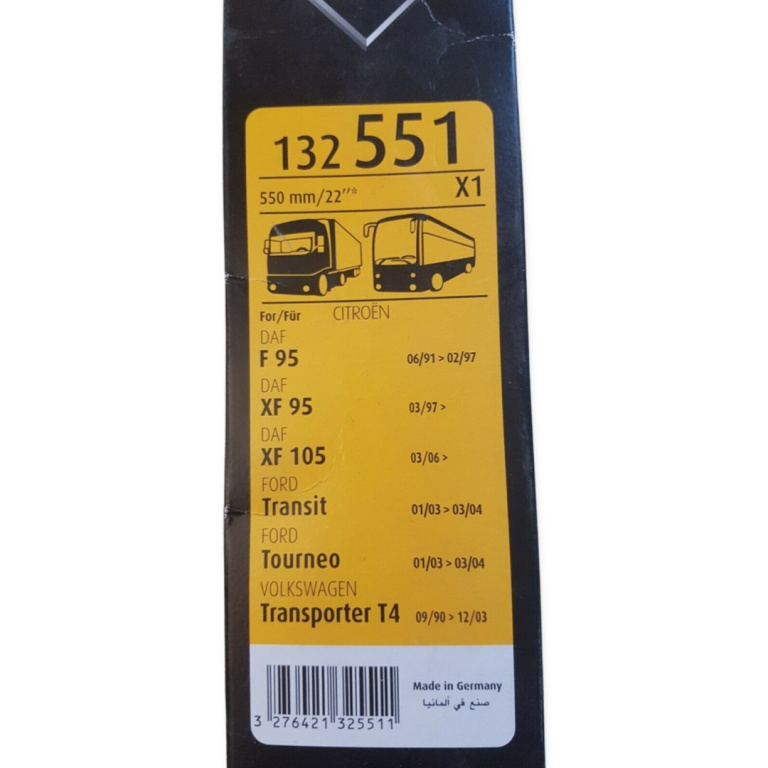 132 551
550 mm/22"* X1
For/Für CITROËN
DAF
F 95 06/91 > 02/97
DAF
XF 95 03/97 >
DAF
XF 105 03/06 >
FORD
Transit 01/03 > 03/04
FORD
Tourneo 01/03 > 03/04
VOLKSWAGEN
Transporter T4 09/90 > 12/03
Made in Germany
صنع في ألمانيا
3 276421 325511